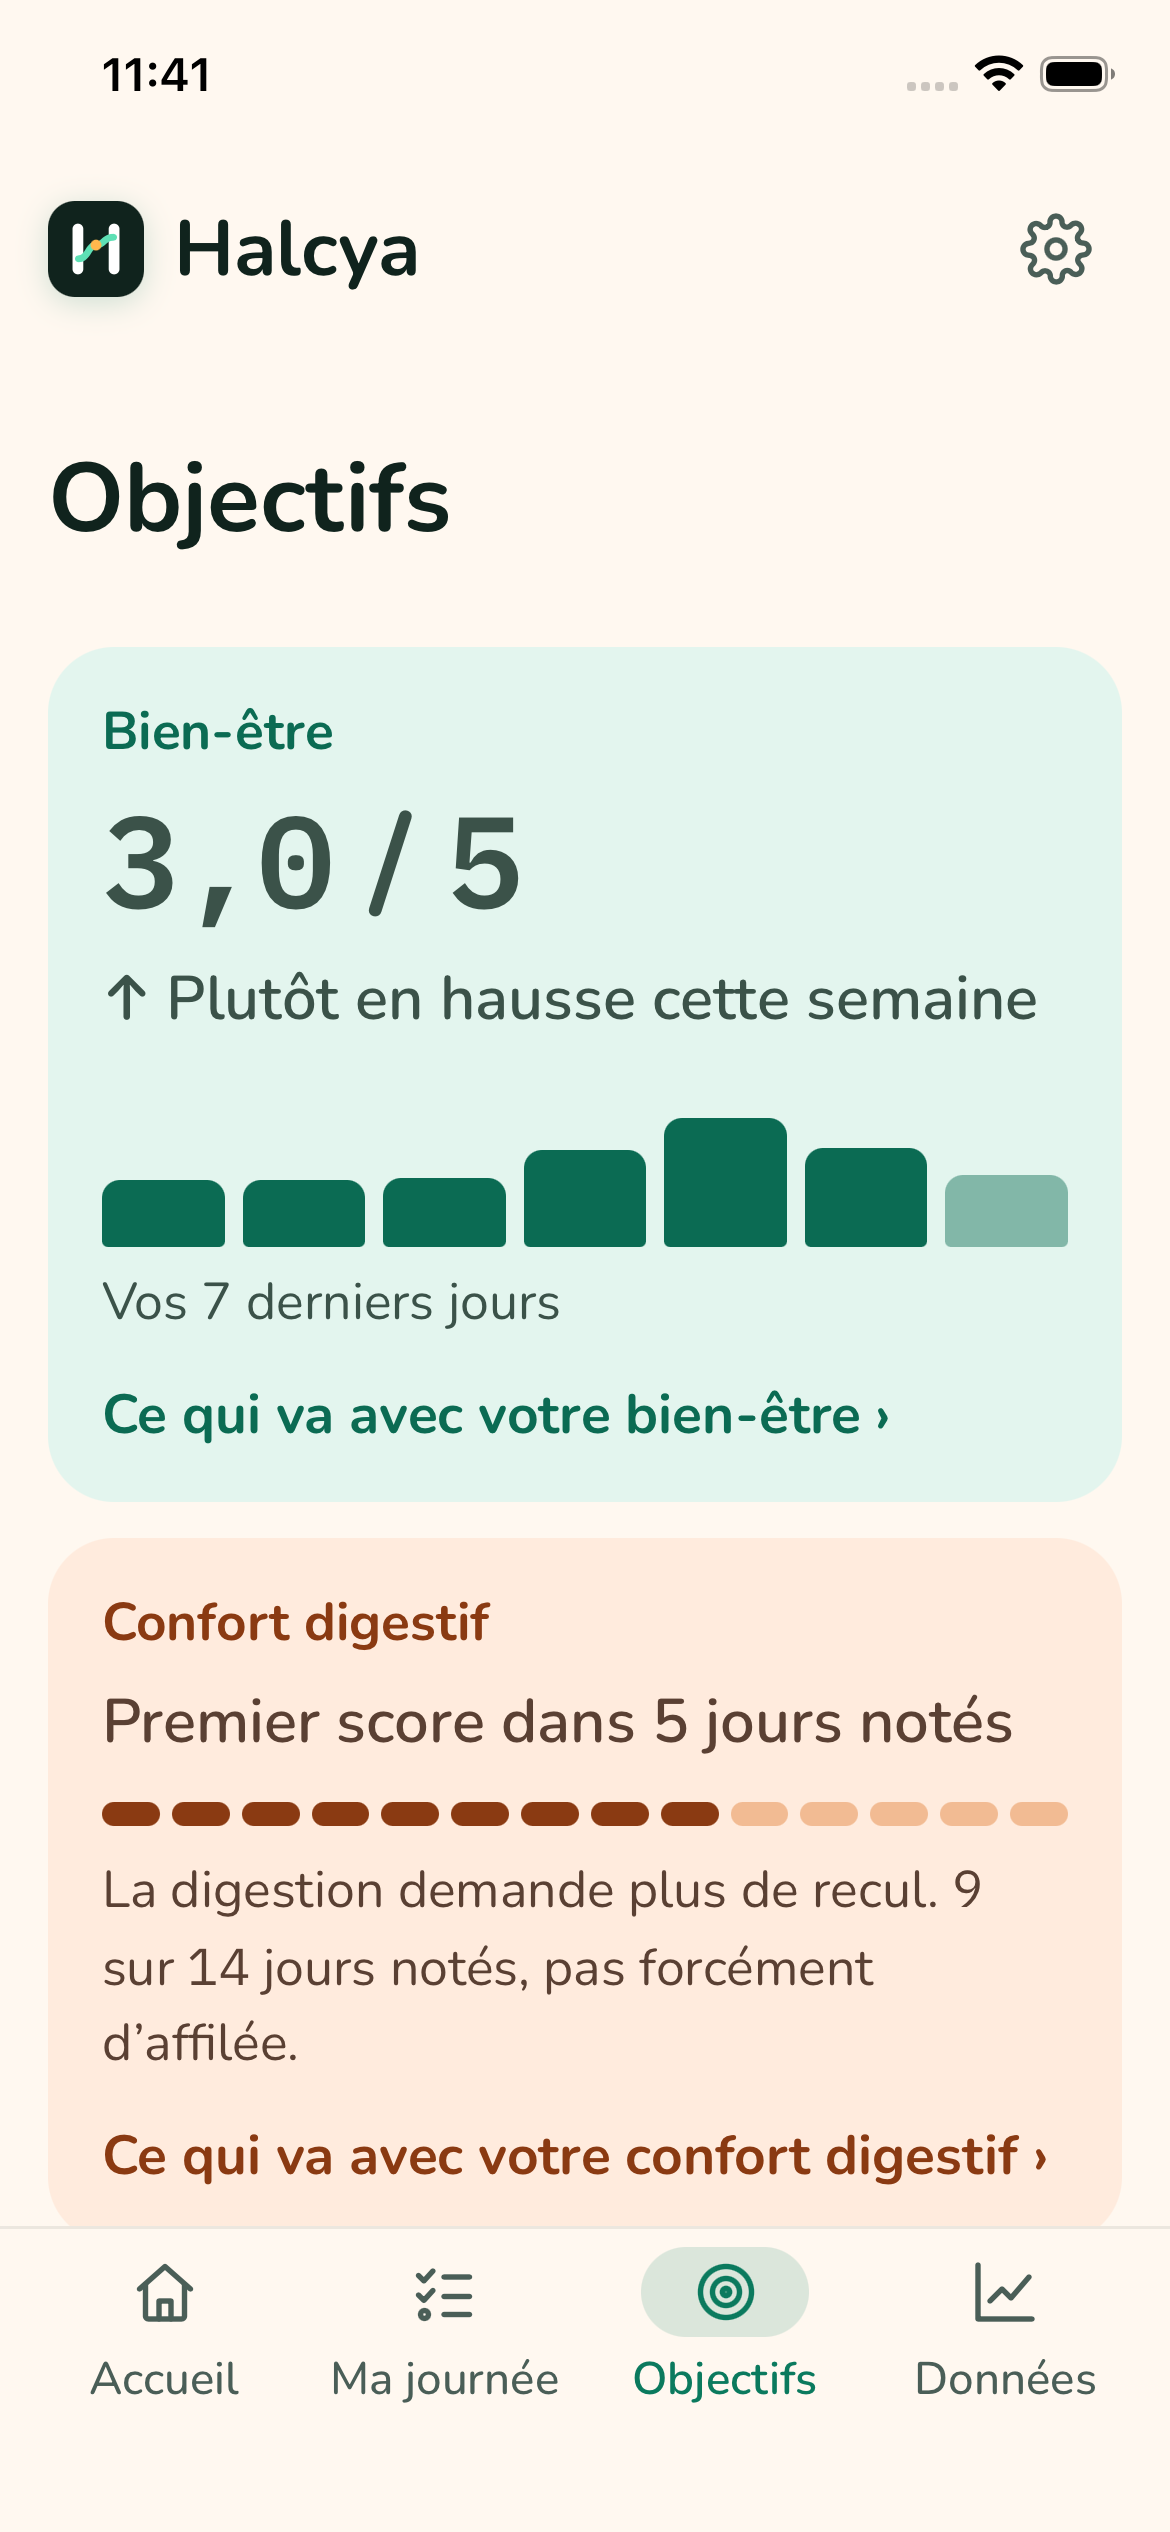 11:41
Halcya
Objectifs
Bien-être
3,0/5
↑ Plutôt en hausse cette semaine
Vos 7 derniers jours
Ce qui va avec votre bien-être ›
Confort digestif
Premier score dans 5 jours notés
La digestion demande plus de recul. 9
sur 14 jours notés, pas forcément
d’affilée.
Ce qui va avec votre confort digestif ›
Accueil
Ma journée
Objectifs
Données